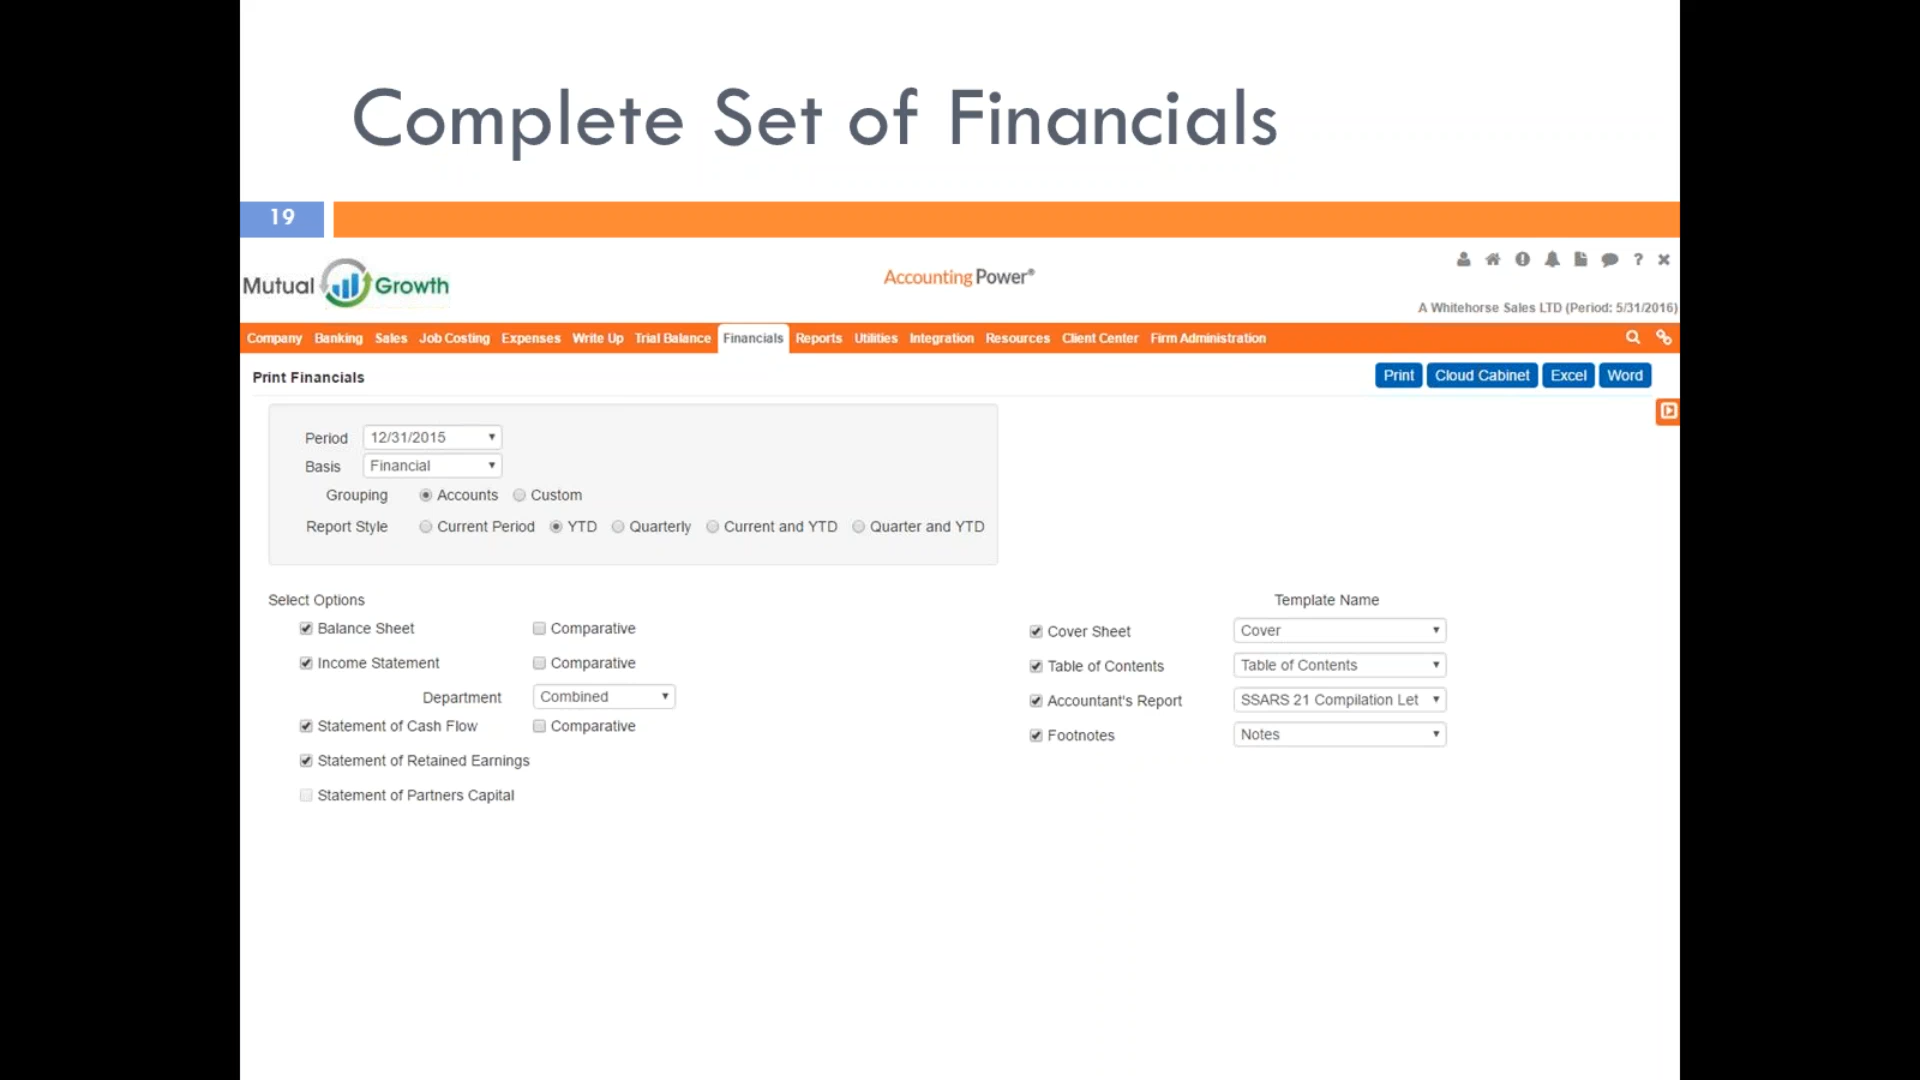 Complete Set of Financials
19
Mutual Growth
Accounting Power®
?
A Whitehorse Sales LTD (Period: 5/31/2016)
Company Banking Sales Job Costing Expenses Write Up Trial Balance Financials Reports Utilities Integration Resources Client Center Firm Administration
Print Financials
Print Cloud Cabinet Excel Word
Period 12/31/2015
Basis Financial
Grouping Accounts Custom
Report Style Current Period YTD Quarterly Current and YTD Quarter and YTD
Select Options
Template Name
Balance Sheet Comparative
Cover Sheet Cover
Income Statement Comparative
Table of Contents Table of Contents
Department Combined
Accountant's Report SSARS 21 Compilation Let
Statement of Cash Flow Comparative
Footnotes Notes
Statement of Retained Earnings
Statement of Partners Capital